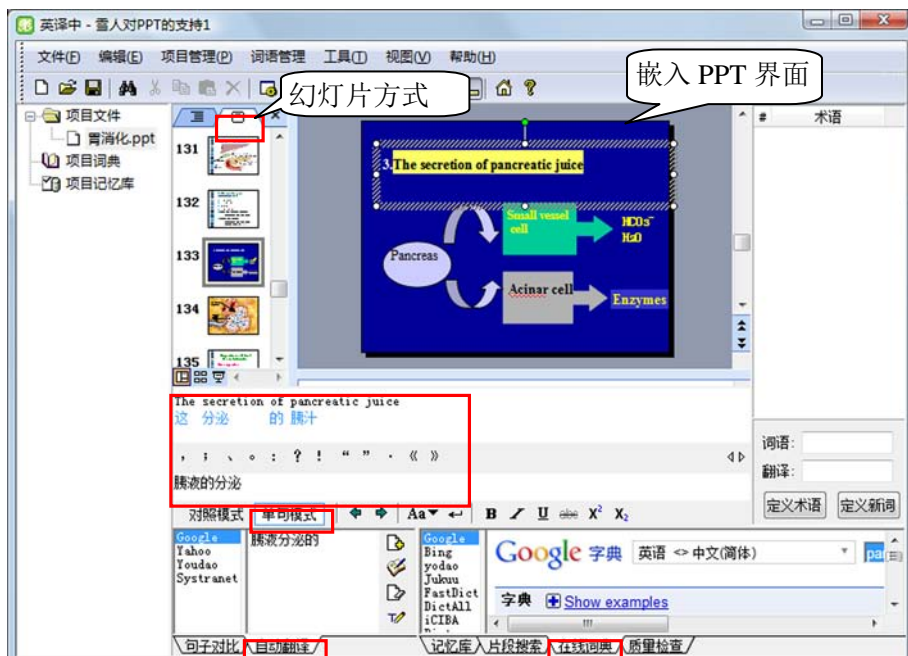 英译中 - 雪人对PPT的支持1
文件(F) 编辑(E) 项目管理(P) 词语管理 工具(T) 视图(V) 帮助(H)
幻灯片方式
嵌入 PPT 界面
项目文件
胃消化.ppt
项目词典
项目记忆库
131
132
133
134
135
3.The secretion of pancreatic juice
Small vessel
cell
HCO3⁻
H2O
Pancreas
Acinar cell
Enzymes
# 术语
The secretion of pancreatic juice
这 分泌 的 胰汁
, ; 、 。 : ? ! “ ” · 《 》
胰液的分泌
词语:
翻译:
定义术语 定义新词
对照模式 单句模式 Aa B I U abc X² X₂
Google
Yahoo
Youdao
Systranet
胰液分泌的
Google
Bing
yodao
Jukuu
FastDict
DictAll
iCIBA
Google 字典 英语 <> 中文(简体) pa
字典 Show examples
句子对比 自动翻译 记忆库 片段搜索 在线词典 质量检查